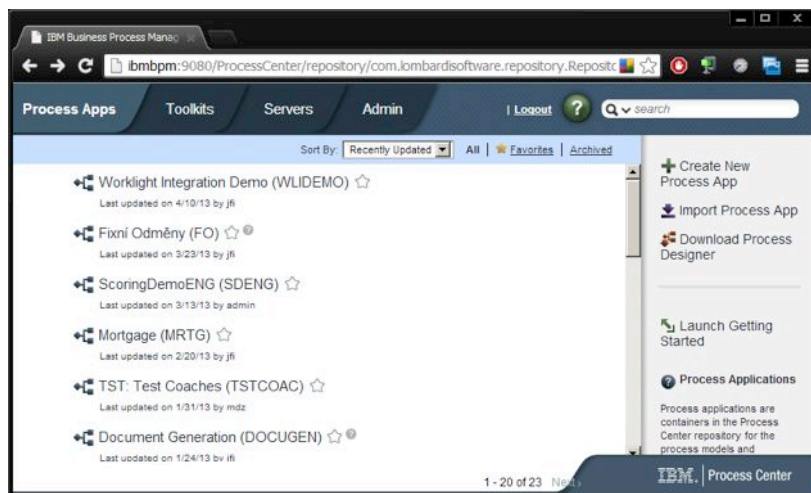 IBM Business Process Manag
ibmbpm:9080/ProcessCenter/repository/com.lombardisoftware.repository.Repositc
Process Apps
Toolkits
Servers
Admin
| Logout
?
search
Sort By: Recently Updated
All | Favorites | Archived
Worklight Integration Demo (WLIDEMO)
Last updated on 4/10/13 by jfi
Fixní Odměny (FO)
Last updated on 3/23/13 by jfi
ScoringDemoENG (SDENG)
Last updated on 3/13/13 by admin
Mortgage (MRTG)
Last updated on 2/20/13 by jfi
TST: Test Coaches (TSTCOAC)
Last updated on 1/31/13 by mdz
Document Generation (DOCUGEN)
Last updated on 1/24/13 by jfi
1 - 20 of 23 Next
Create New
Process App
Import Process App
Download Process
Designer
Launch Getting
Started
Process Applications
Process applications are
containers in the Process
Center repository for the
process models and
IBM. | Process Center